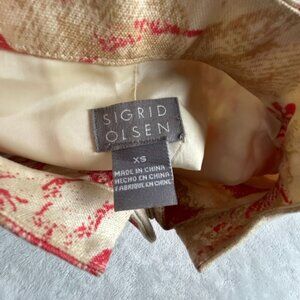 SIGRID
OLSEN
XS
MADE IN CHINA
HECHO EN CHINA
FABRIQUÉ EN CHINE